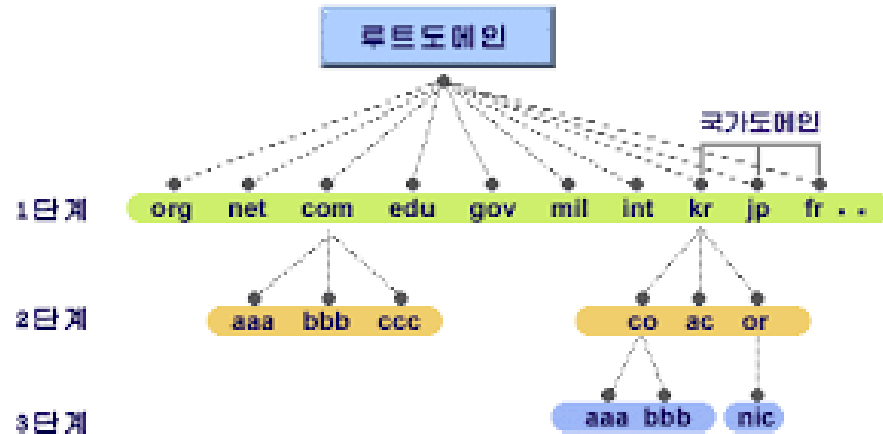 루트도메인
국가도메인
1단계 org net com edu gov mil int kr jp fr . .
2단계 aaa bbb ccc co ac or
3단계 aaa bbb nic